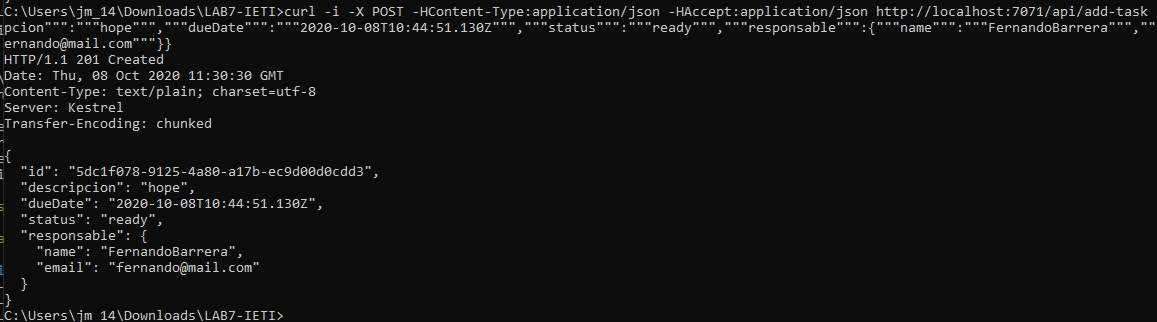 C:\Users\jm_14\Downloads\LAB7-IETI>curl -i -X POST -HContent-Type:application/json -HAccept:application/json http://localhost:7071/api/add-task
pcion""":"""hope""","""dueDate""":"""2020-10-08T10:44:51.130Z""","""status""":"""ready""","""responsable""":{"""name""":"""FernandoBarrera""",""
ernando@mail.com"""}}
HTTP/1.1 201 Created
Date: Thu, 08 Oct 2020 11:30:30 GMT
Content-Type: text/plain; charset=utf-8
Server: Kestrel
Transfer-Encoding: chunked
{
  "id": "5dc1f078-9125-4a80-a17b-ec9d00d0cdd3",
  "descripcion": "hope",
  "dueDate": "2020-10-08T10:44:51.130Z",
  "status": "ready",
  "responsable": {
    "name": "FernandoBarrera",
    "email": "fernando@mail.com"
  }
}
C:\Users\jm_14\Downloads\LAB7-IETI>